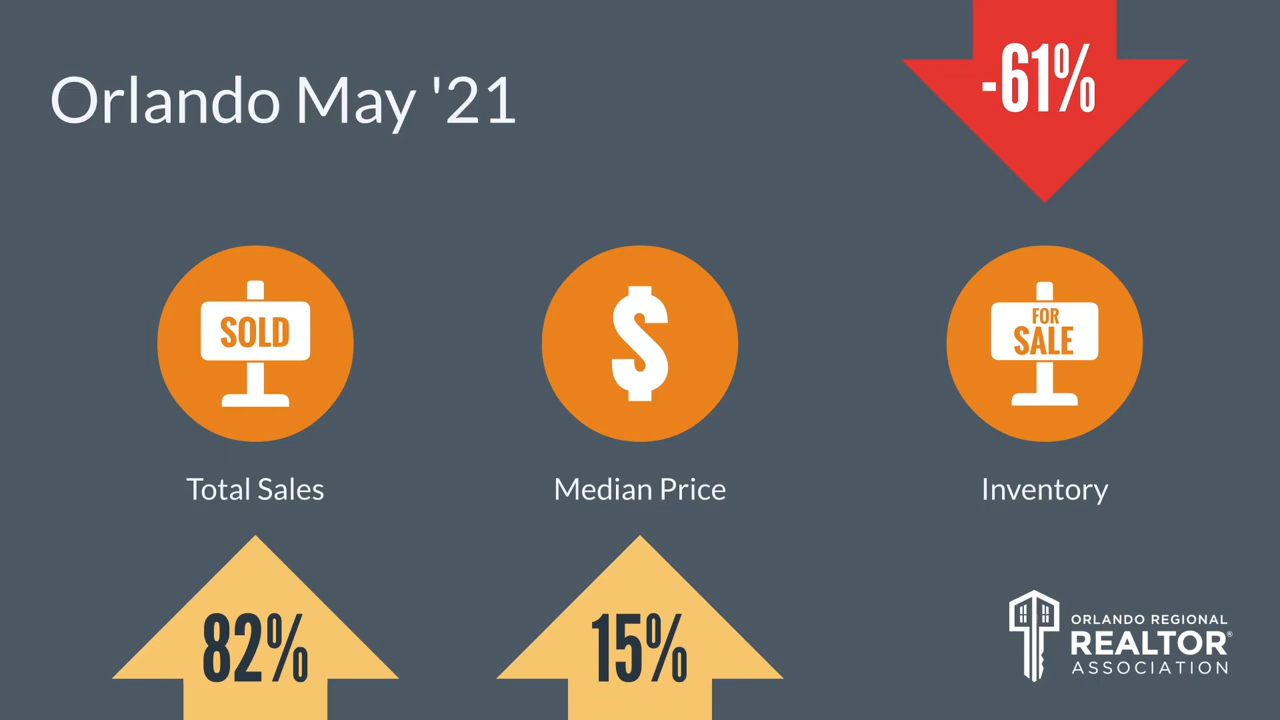 Orlando May '21
-61%
SOLD
$
FOR
SALE
Total Sales
Median Price
Inventory
82%
15%
ORLANDO REGIONAL
REALTOR®
ASSOCIATION